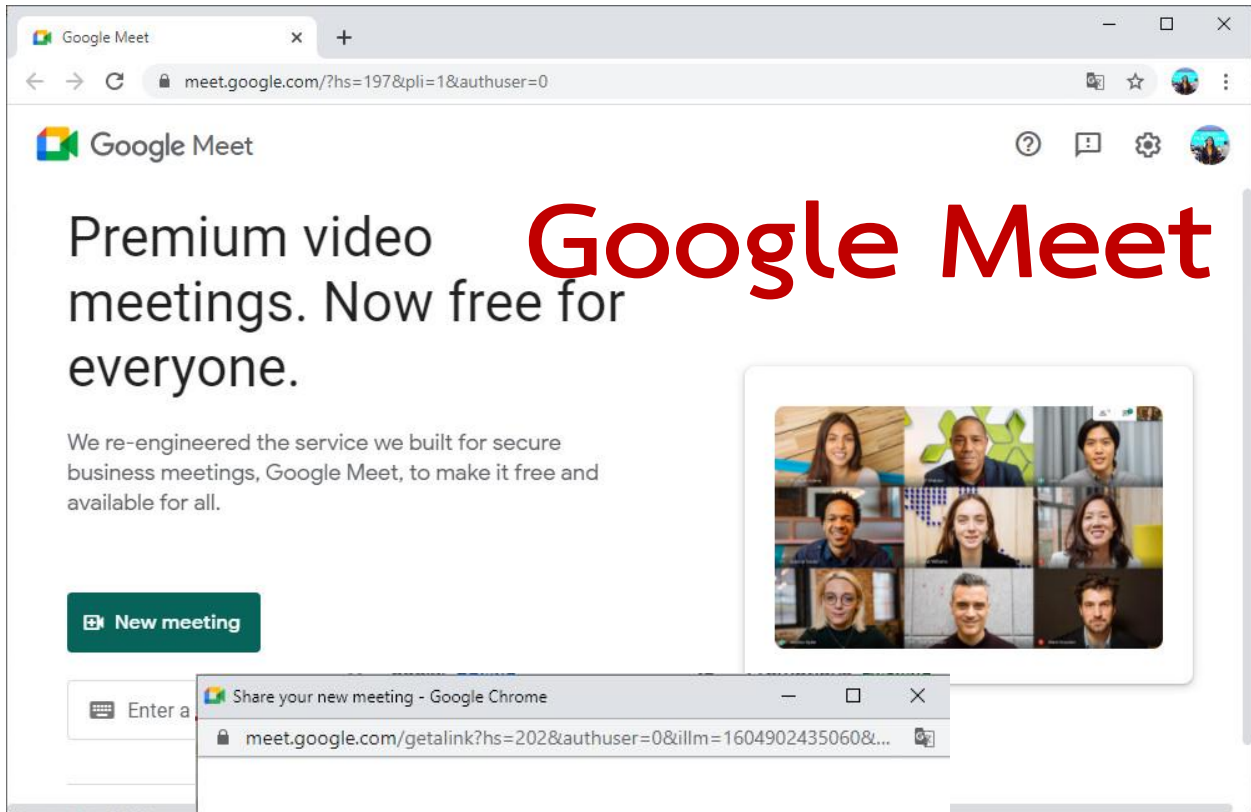 Google Meet
meet.google.com/?hs=197&pli=1&authuser=0
Google Meet
Google Meet
Premium video
meetings. Now free for
everyone.
We re-engineered the service we built for secure
business meetings, Google Meet, to make it free and
available for all.
New meeting
Enter a
Share your new meeting - Google Chrome
meet.google.com/getalink?hs=202&authuser=0&illm=1604902435060&...